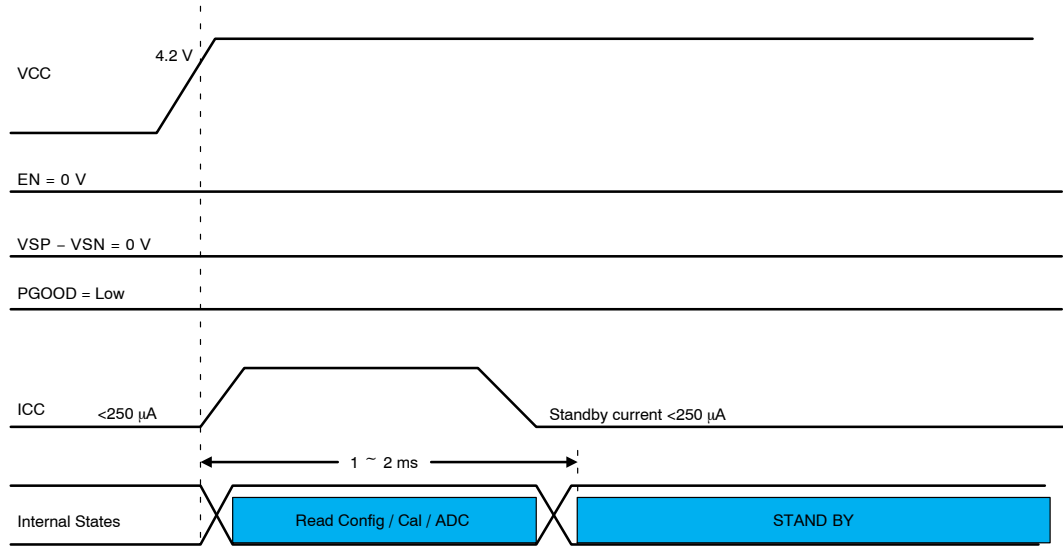 4.2 V
VCC
EN = 0 V
VSP – VSN = 0 V
PGOOD = Low
ICC <250 μA Standby current <250 μA
1 ~ 2 ms
Internal States Read Config / Cal / ADC STAND BY